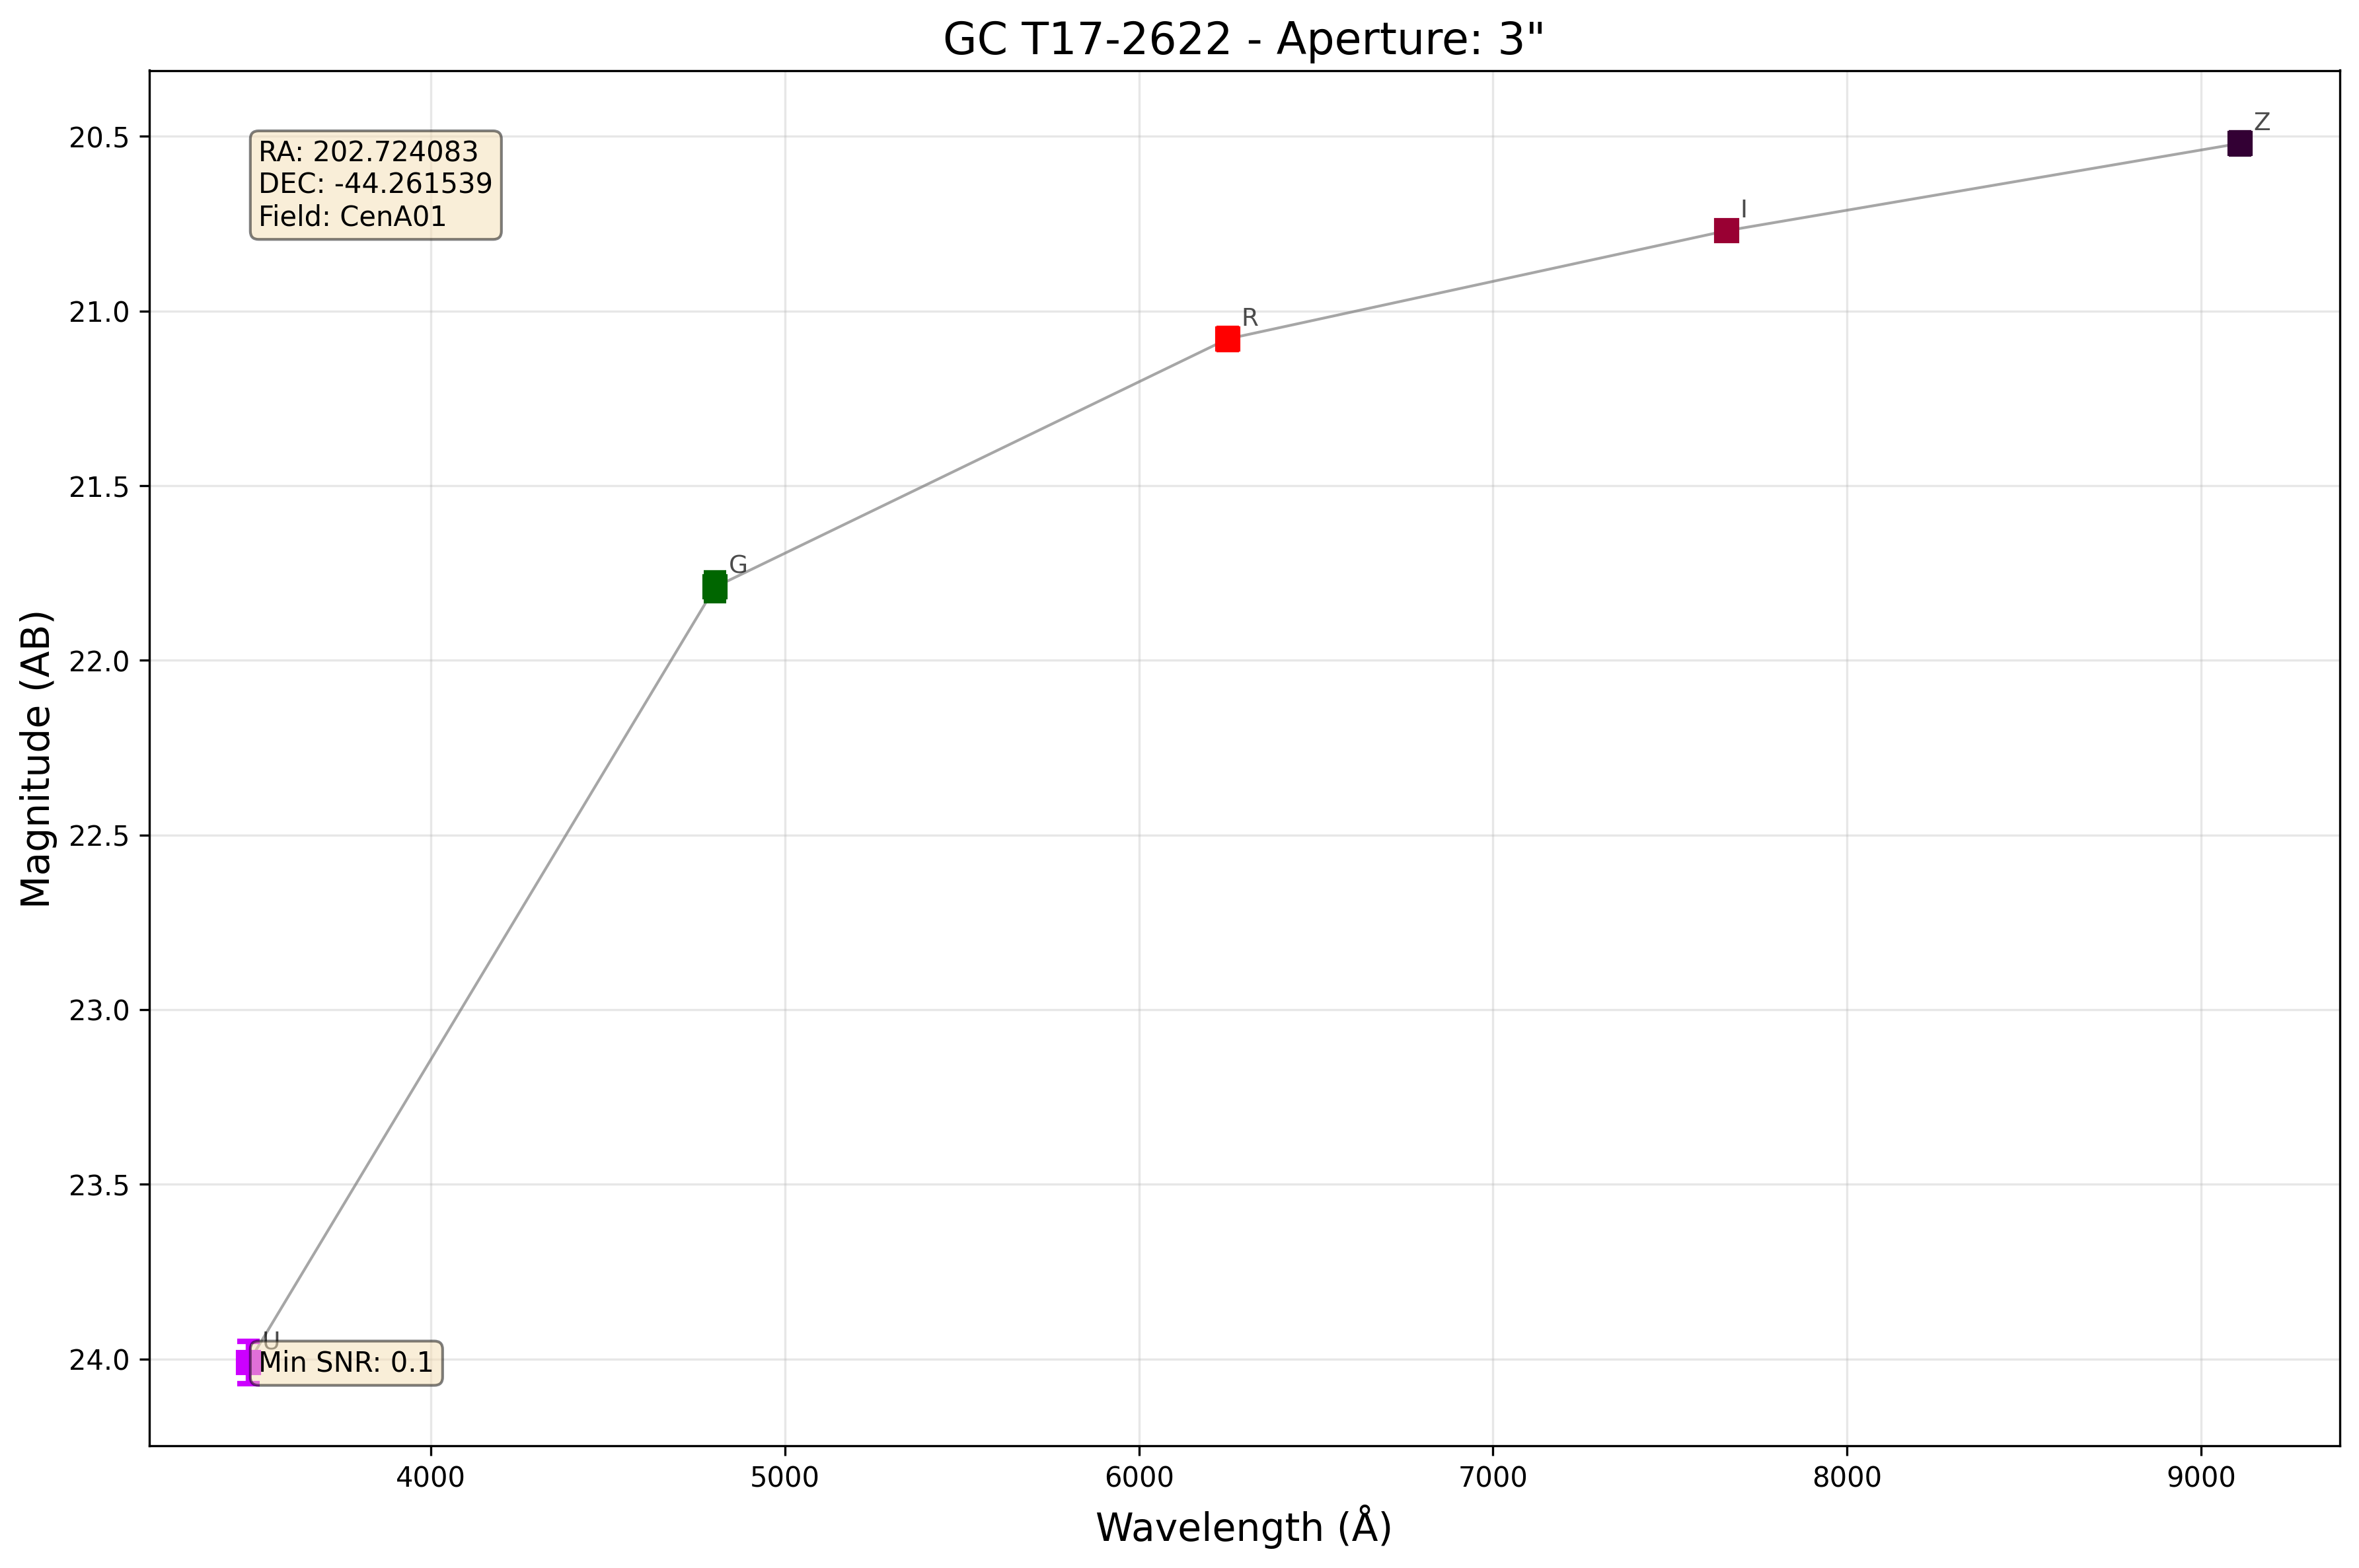 GC T17-2622 - Aperture: 3"
RA: 202.724083
DEC: -44.261539
Field: CenA01
Z
I
R
G
U
Min SNR: 0.1
Magnitude (AB)
20.5
21.0
21.5
22.0
22.5
23.0
23.5
24.0
4000 5000 6000 7000 8000 9000
Wavelength (Å)